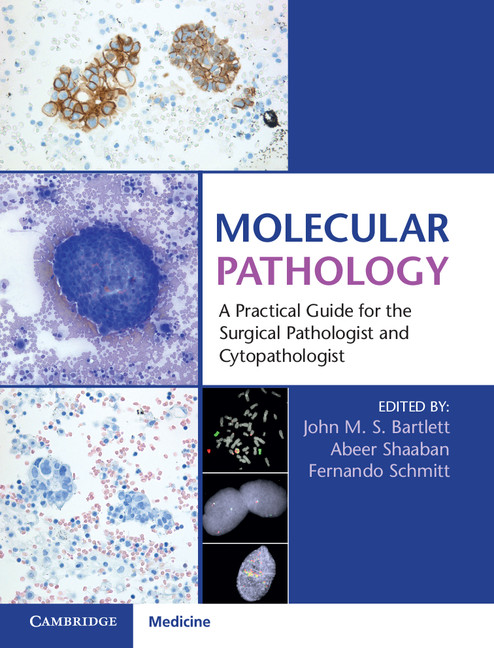 MOLECULAR
PATHOLOGY
A Practical Guide for the
Surgical Pathologist and
Cytopathologist
EDITED BY:
John M. S. Bartlett
Abeer Shaaban
Fernando Schmitt
CAMBRIDGE
Medicine